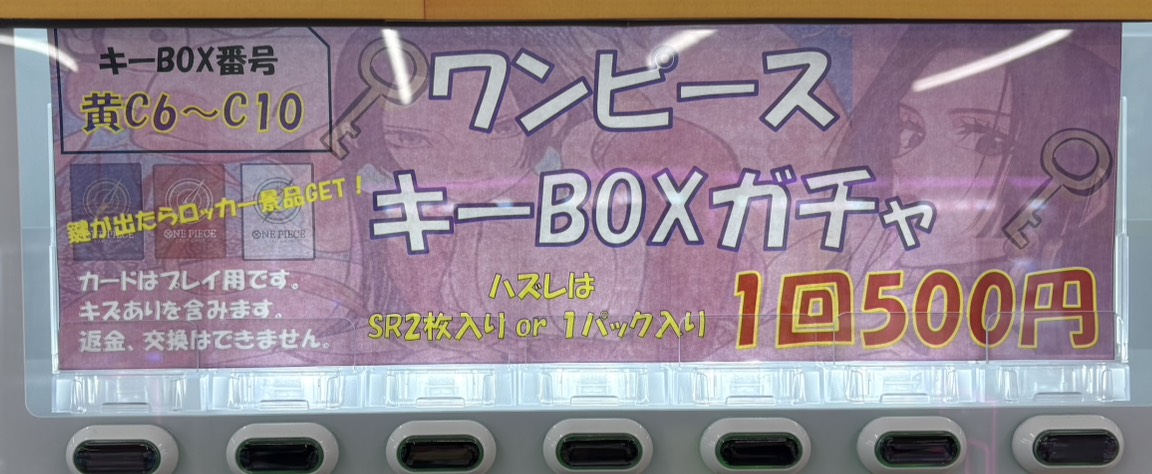 キーBOX番号
黄C6～C10
ワンピース
キーBOXガチャ
鍵が出たらロッカー景品GET！
ONE PIECE
ONE PIECE
カードはプレイ用です。
キズありを含みます。
返金、交換はできません。
ハズレは
SR2枚入り or 1パック入り
1回500円